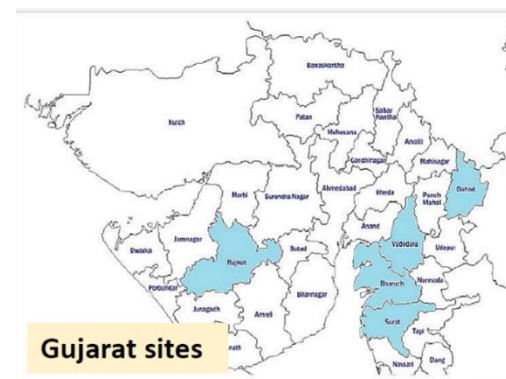 Banaskantha
Patan
Sabar
Kantha
Kutch
Mahesana
Aravalli
Gandhinagar
Mahisagar
Dahod
Morbi
Surendra Nagar
Ahmedabad
Kheda
Panch
Mahal
Anand
Vadodara
Udepur
Dwarka
Jamnagar
Rajkot
Botad
Porbandar
Bharuch
Narmada
Bhavnagar
Junagadh
Amreli
Surat
Tapi
Gujarat sites
Navsari
Dang